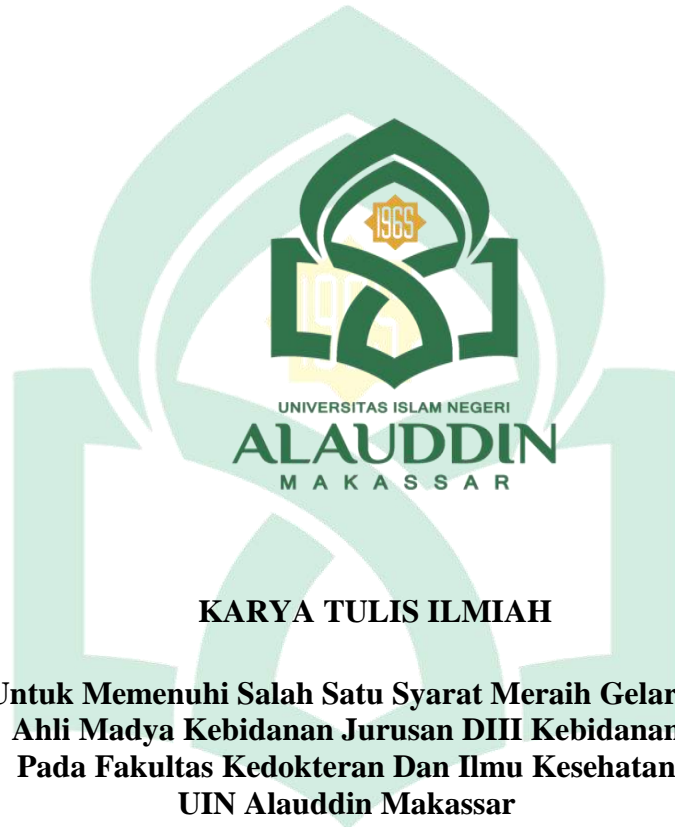 1965
UNIVERSITAS ISLAM NEGERI
ALAUDDIN
MAKASSAR
KARYA TULIS ILMIAH
Untuk Memenuhi Salah Satu Syarat Meraih Gelar
Ahli Madya Kebidanan Jurusan DIII Kebidanan
Pada Fakultas Kedokteran Dan Ilmu Kesehatan
UIN Alauddin Makassar